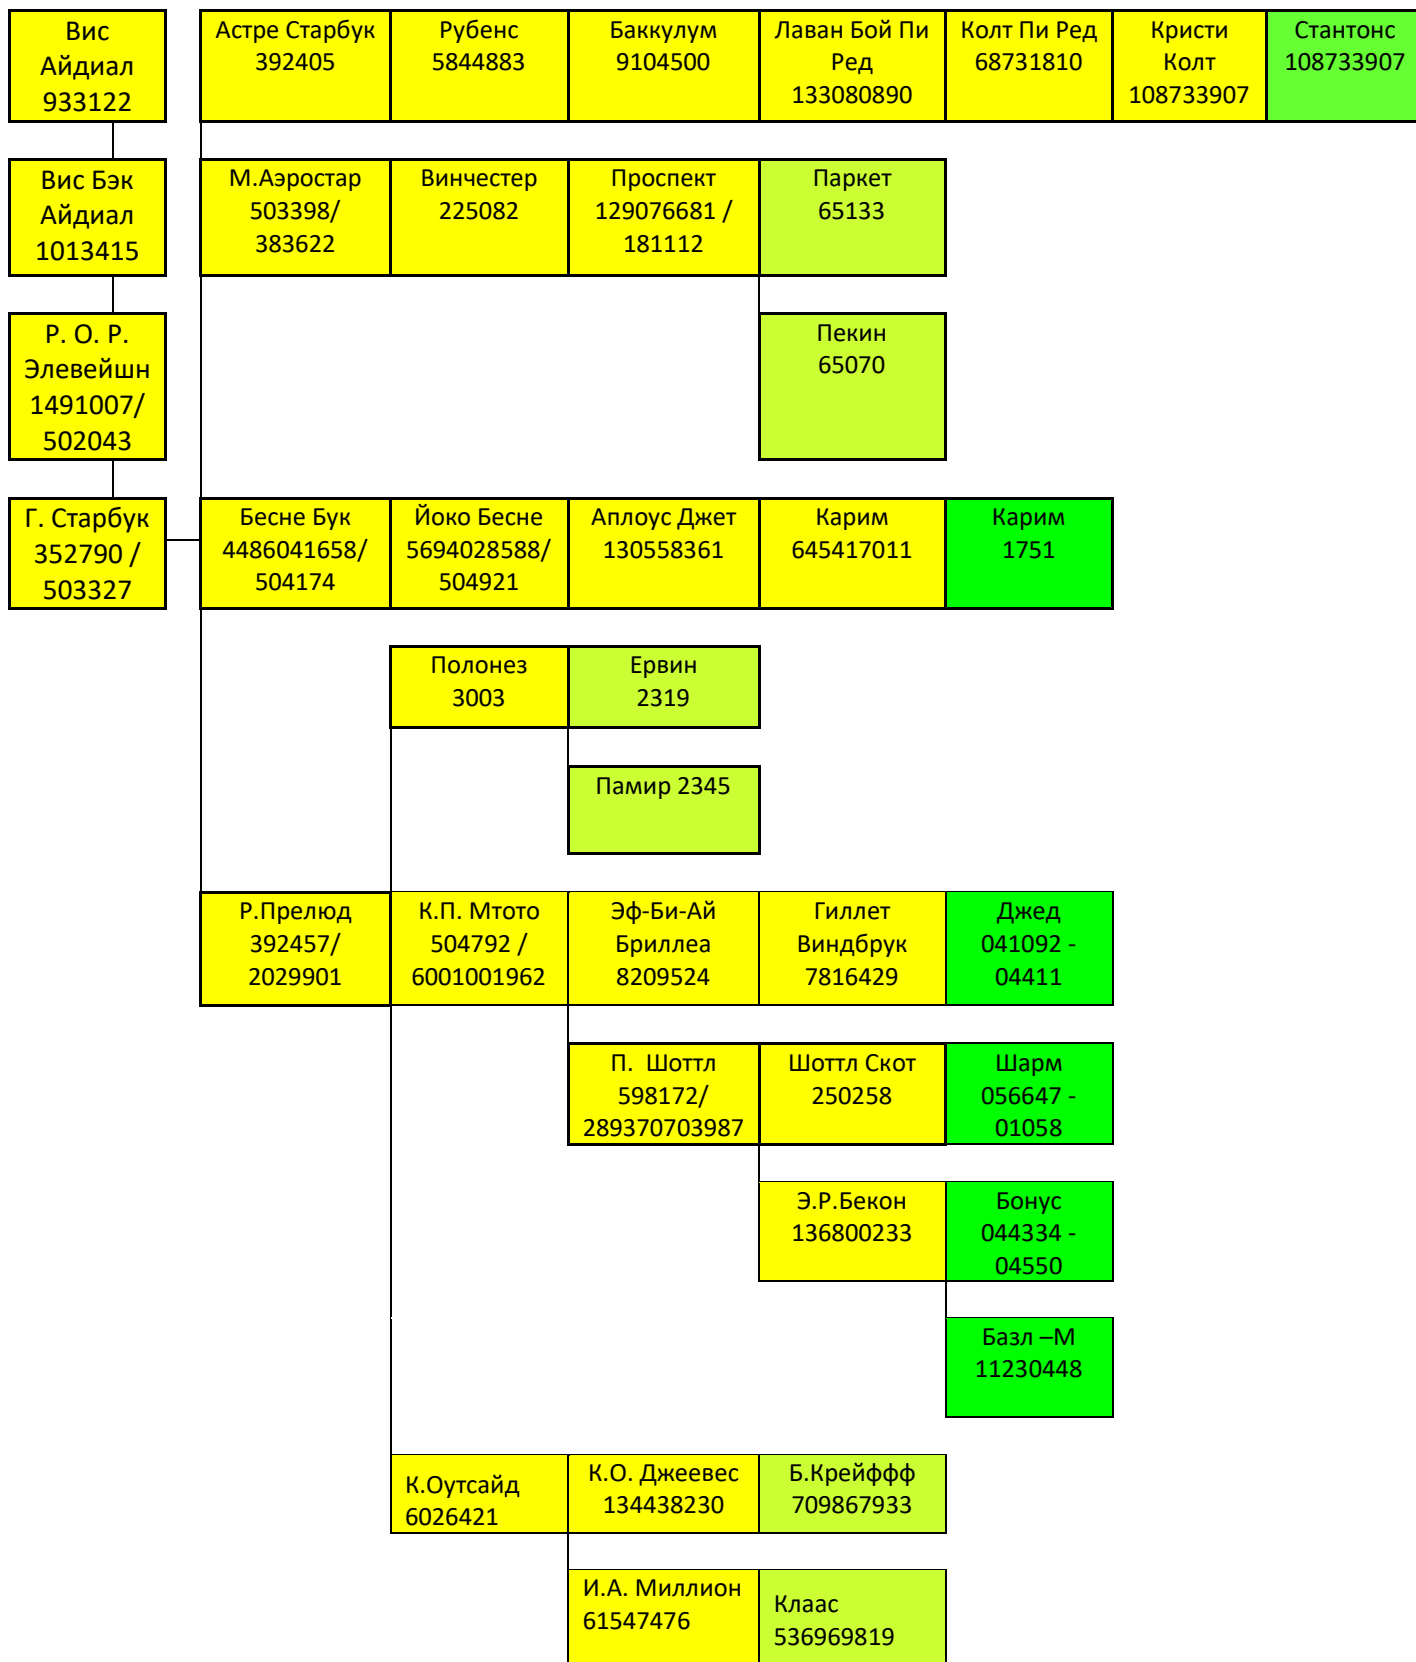 Вис
Айдиал
933122
Астре Старбук
392405
Рубенс
5844883
Баккулум
9104500
Лаван Бой Пи
Ред
133080890
Колт Пи Ред
68731810
Кристи
Колт
108733907
Стантонс
108733907
Вис Бэк
Айдиал
1013415
М.Аэростар
503398/
383622
Винчестер
225082
Проспект
129076681 /
181112
Паркет
65133
Р. О. Р.
Элевейшн
1491007/
502043
Пекин
65070
Г. Старбук
352790 /
503327
Бесне Бук
4486041658/
504174
Йоко Бесне
5694028588/
504921
Аплоус Джет
130558361
Карим
645417011
Карим
1751
Полонез
3003
Ервин
2319
Памир 2345
Р.Прелюд
392457/
2029901
К.П. Мтото
504792 /
6001001962
Эф-Би-Ай
Бриллеа
8209524
Гиллет
Виндбрук
7816429
Джед
041092 -
04411
П. Шоттл
598172/
289370703987
Шоттл Скот
250258
Шарм
056647 -
01058
Э.Р.Бекон
136800233
Бонус
044334 -
04550
Базл –М
11230448
К.Оутсайд
6026421
К.О. Джеевес
134438230
Б.Крейффф
709867933
И.А. Миллион
61547476
Клаас
536969819